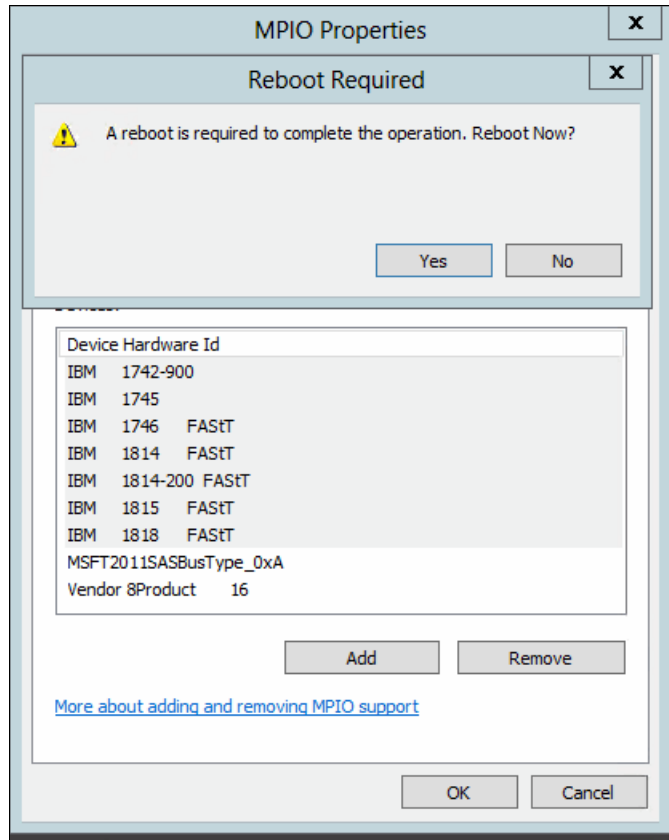 MPIO Properties
x
Reboot Required
x
A reboot is required to complete the operation. Reboot Now?
Yes No
Device Hardware Id
IBM 1742-900
IBM 1745
IBM 1746 FAStT
IBM 1814 FAStT
IBM 1814-200 FAStT
IBM 1815 FAStT
IBM 1818 FAStT
MSFT2011SASBusType_0xA
Vendor 8Product 16
Add Remove
More about adding and removing MPIO support
OK Cancel